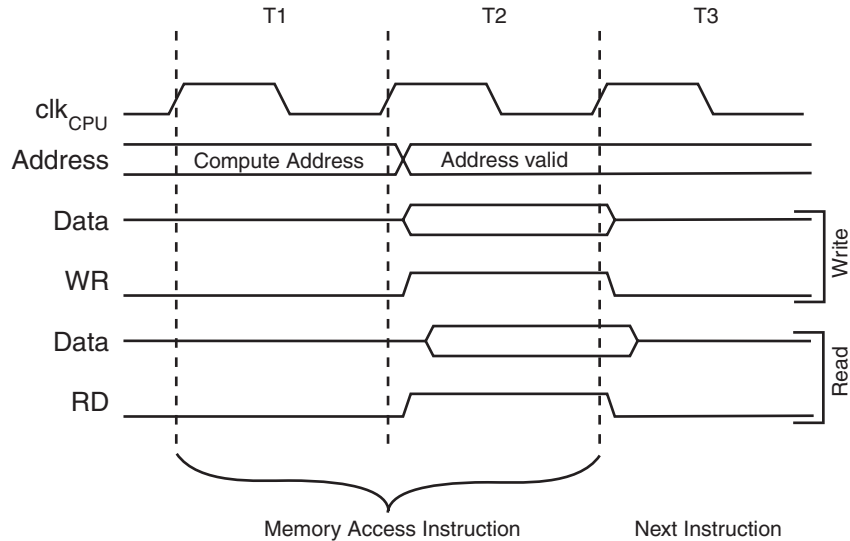 T1 T2 T3
clkCPU
Address Compute Address Address valid
Data
WR
Write
Data
RD
Read
Memory Access Instruction Next Instruction